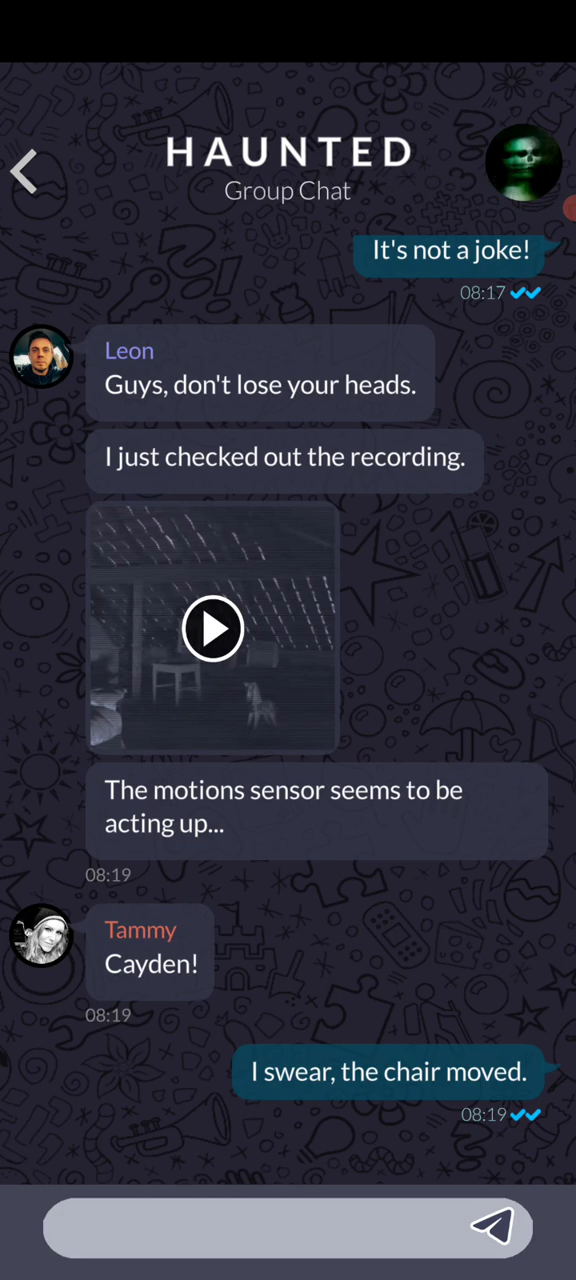 HAUNTED
Group Chat
It's not a joke!
08:17
Leon
Guys, don't lose your heads.
I just checked out the recording.
The motions sensor seems to be
acting up...
08:19
Tammy
Cayden!
08:19
I swear, the chair moved.
08:19